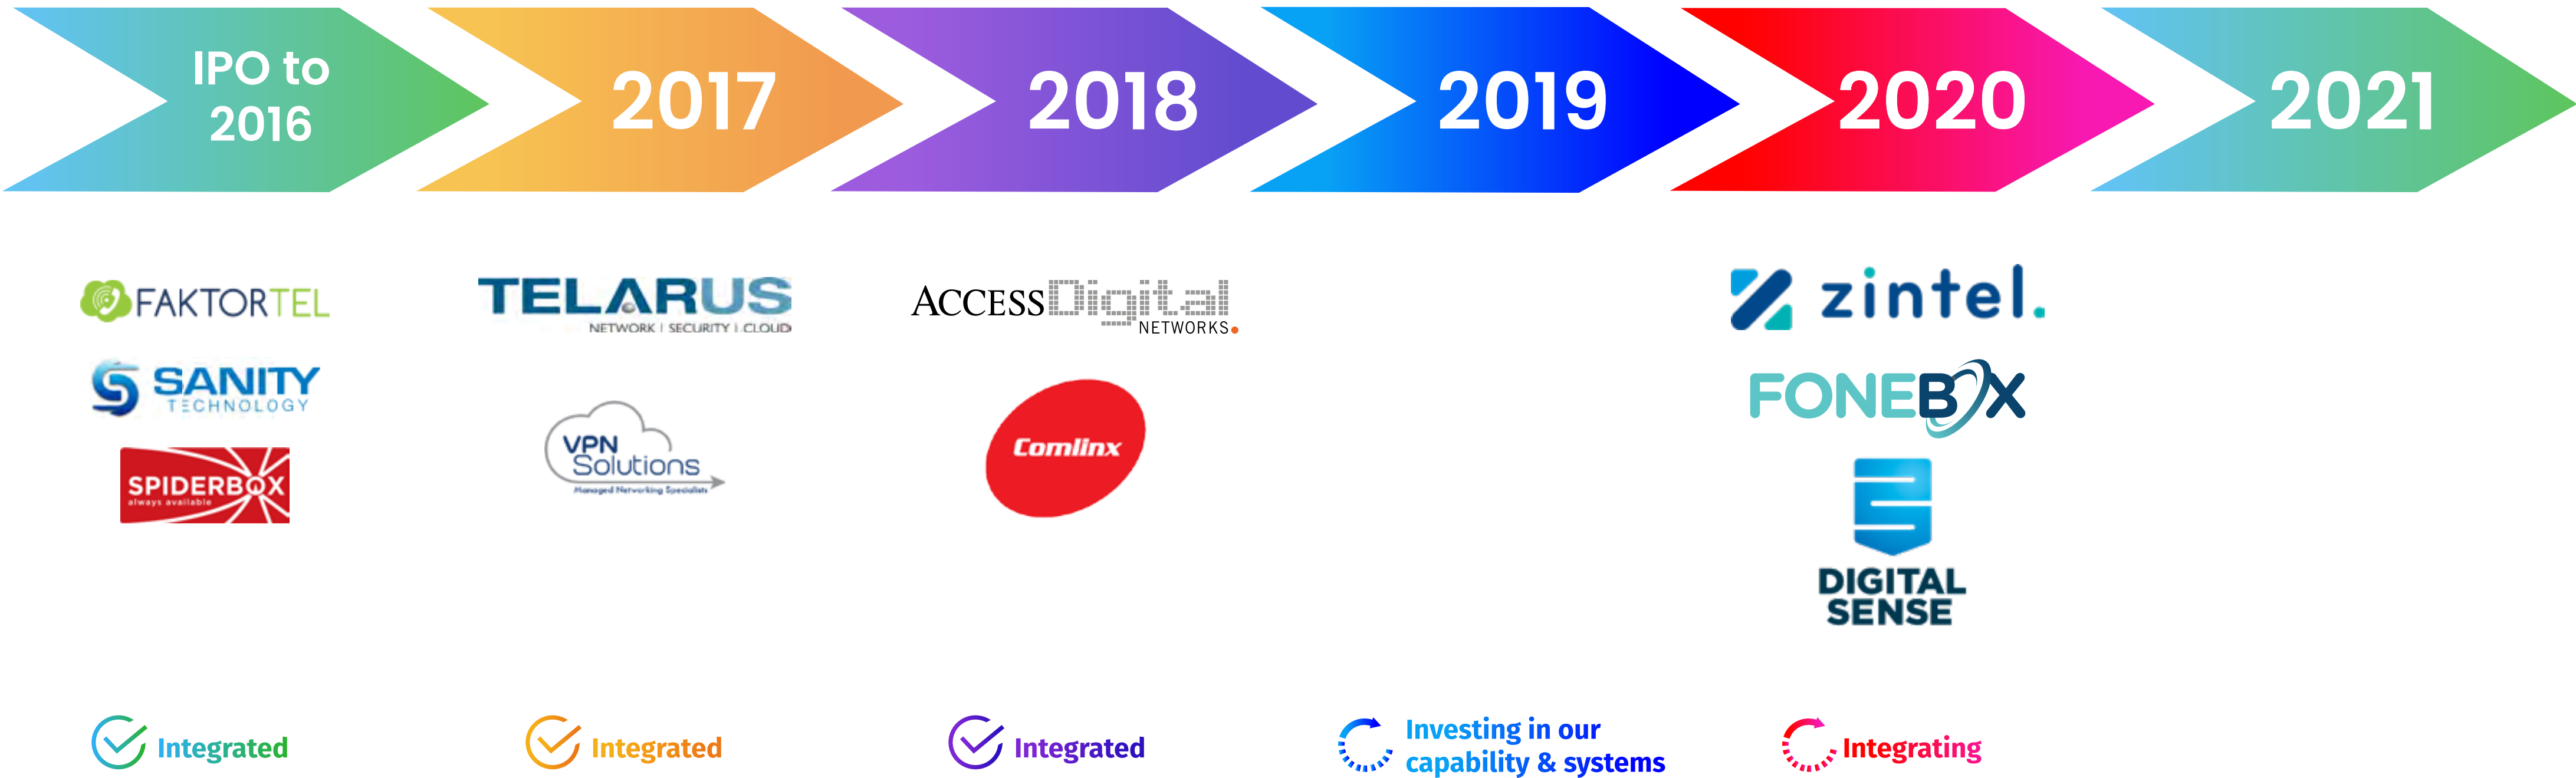 IPO to
2016
2017
2018
2019
2020
2021
FAKTORTEL
SANITY
TECHNOLOGY
SPIDERBOX
always available
TELARUS
NETWORK | SECURITY | CLOUD
VPN
Solutions
Managed Networking Specialists
ACCESS Digital
NETWORKS.
Comlinx
zintel.
FONEBOX
DIGITAL
SENSE
Integrated
Integrated
Integrated
Investing in our
capability & systems
Integrating